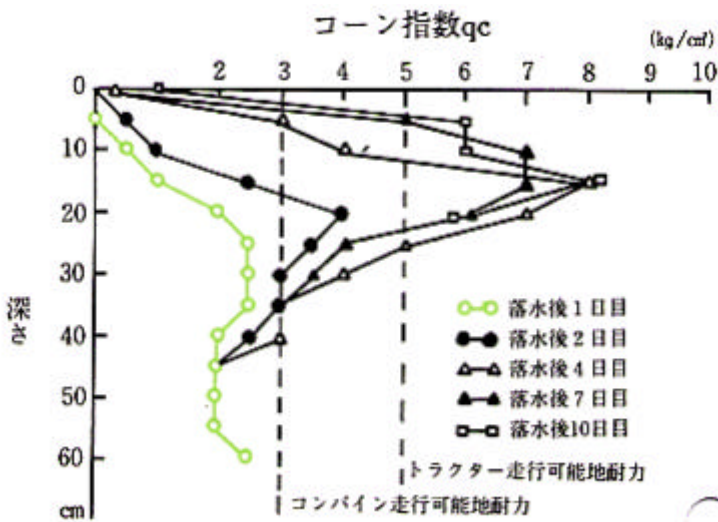 コーン指数qc
(kg/c㎡)
2 3 4 5 6 7 8 9 10
0
10
20
30
40
50
60
cm
深さ
落水後1日目
落水後2日目
落水後4日目
落水後7日目
落水後10日目
トラクター走行可能地耐力
コンバイン走行可能地耐力